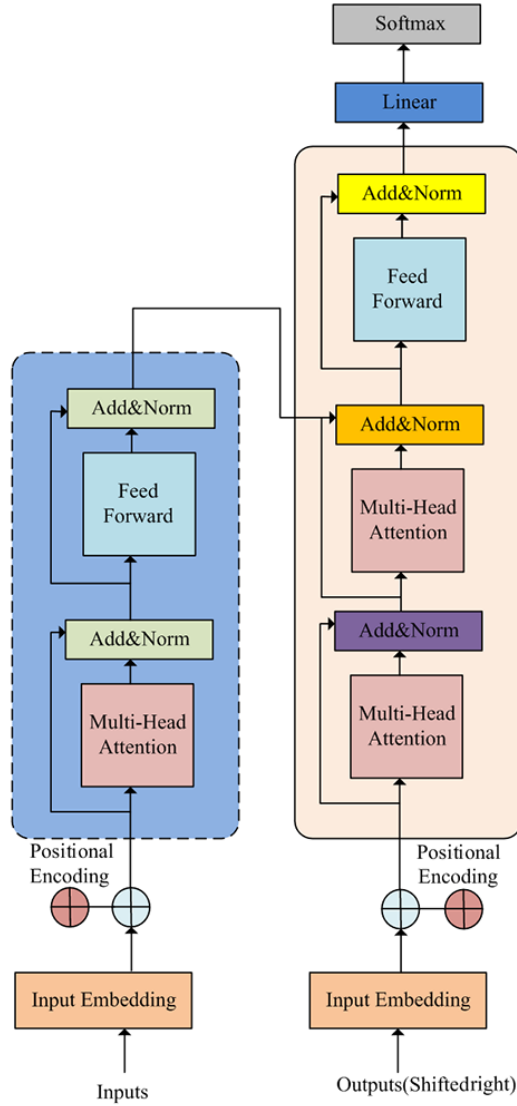 Softmax
Linear
Add&Norm
Feed
Forward
Add&Norm
Multi-Head
Attention
Add&Norm
Multi-Head
Attention
Add&Norm
Feed
Forward
Add&Norm
Multi-Head
Attention
Positional
Encoding
Positional
Encoding
Input Embedding
Input Embedding
Inputs
Outputs(Shiftedright)